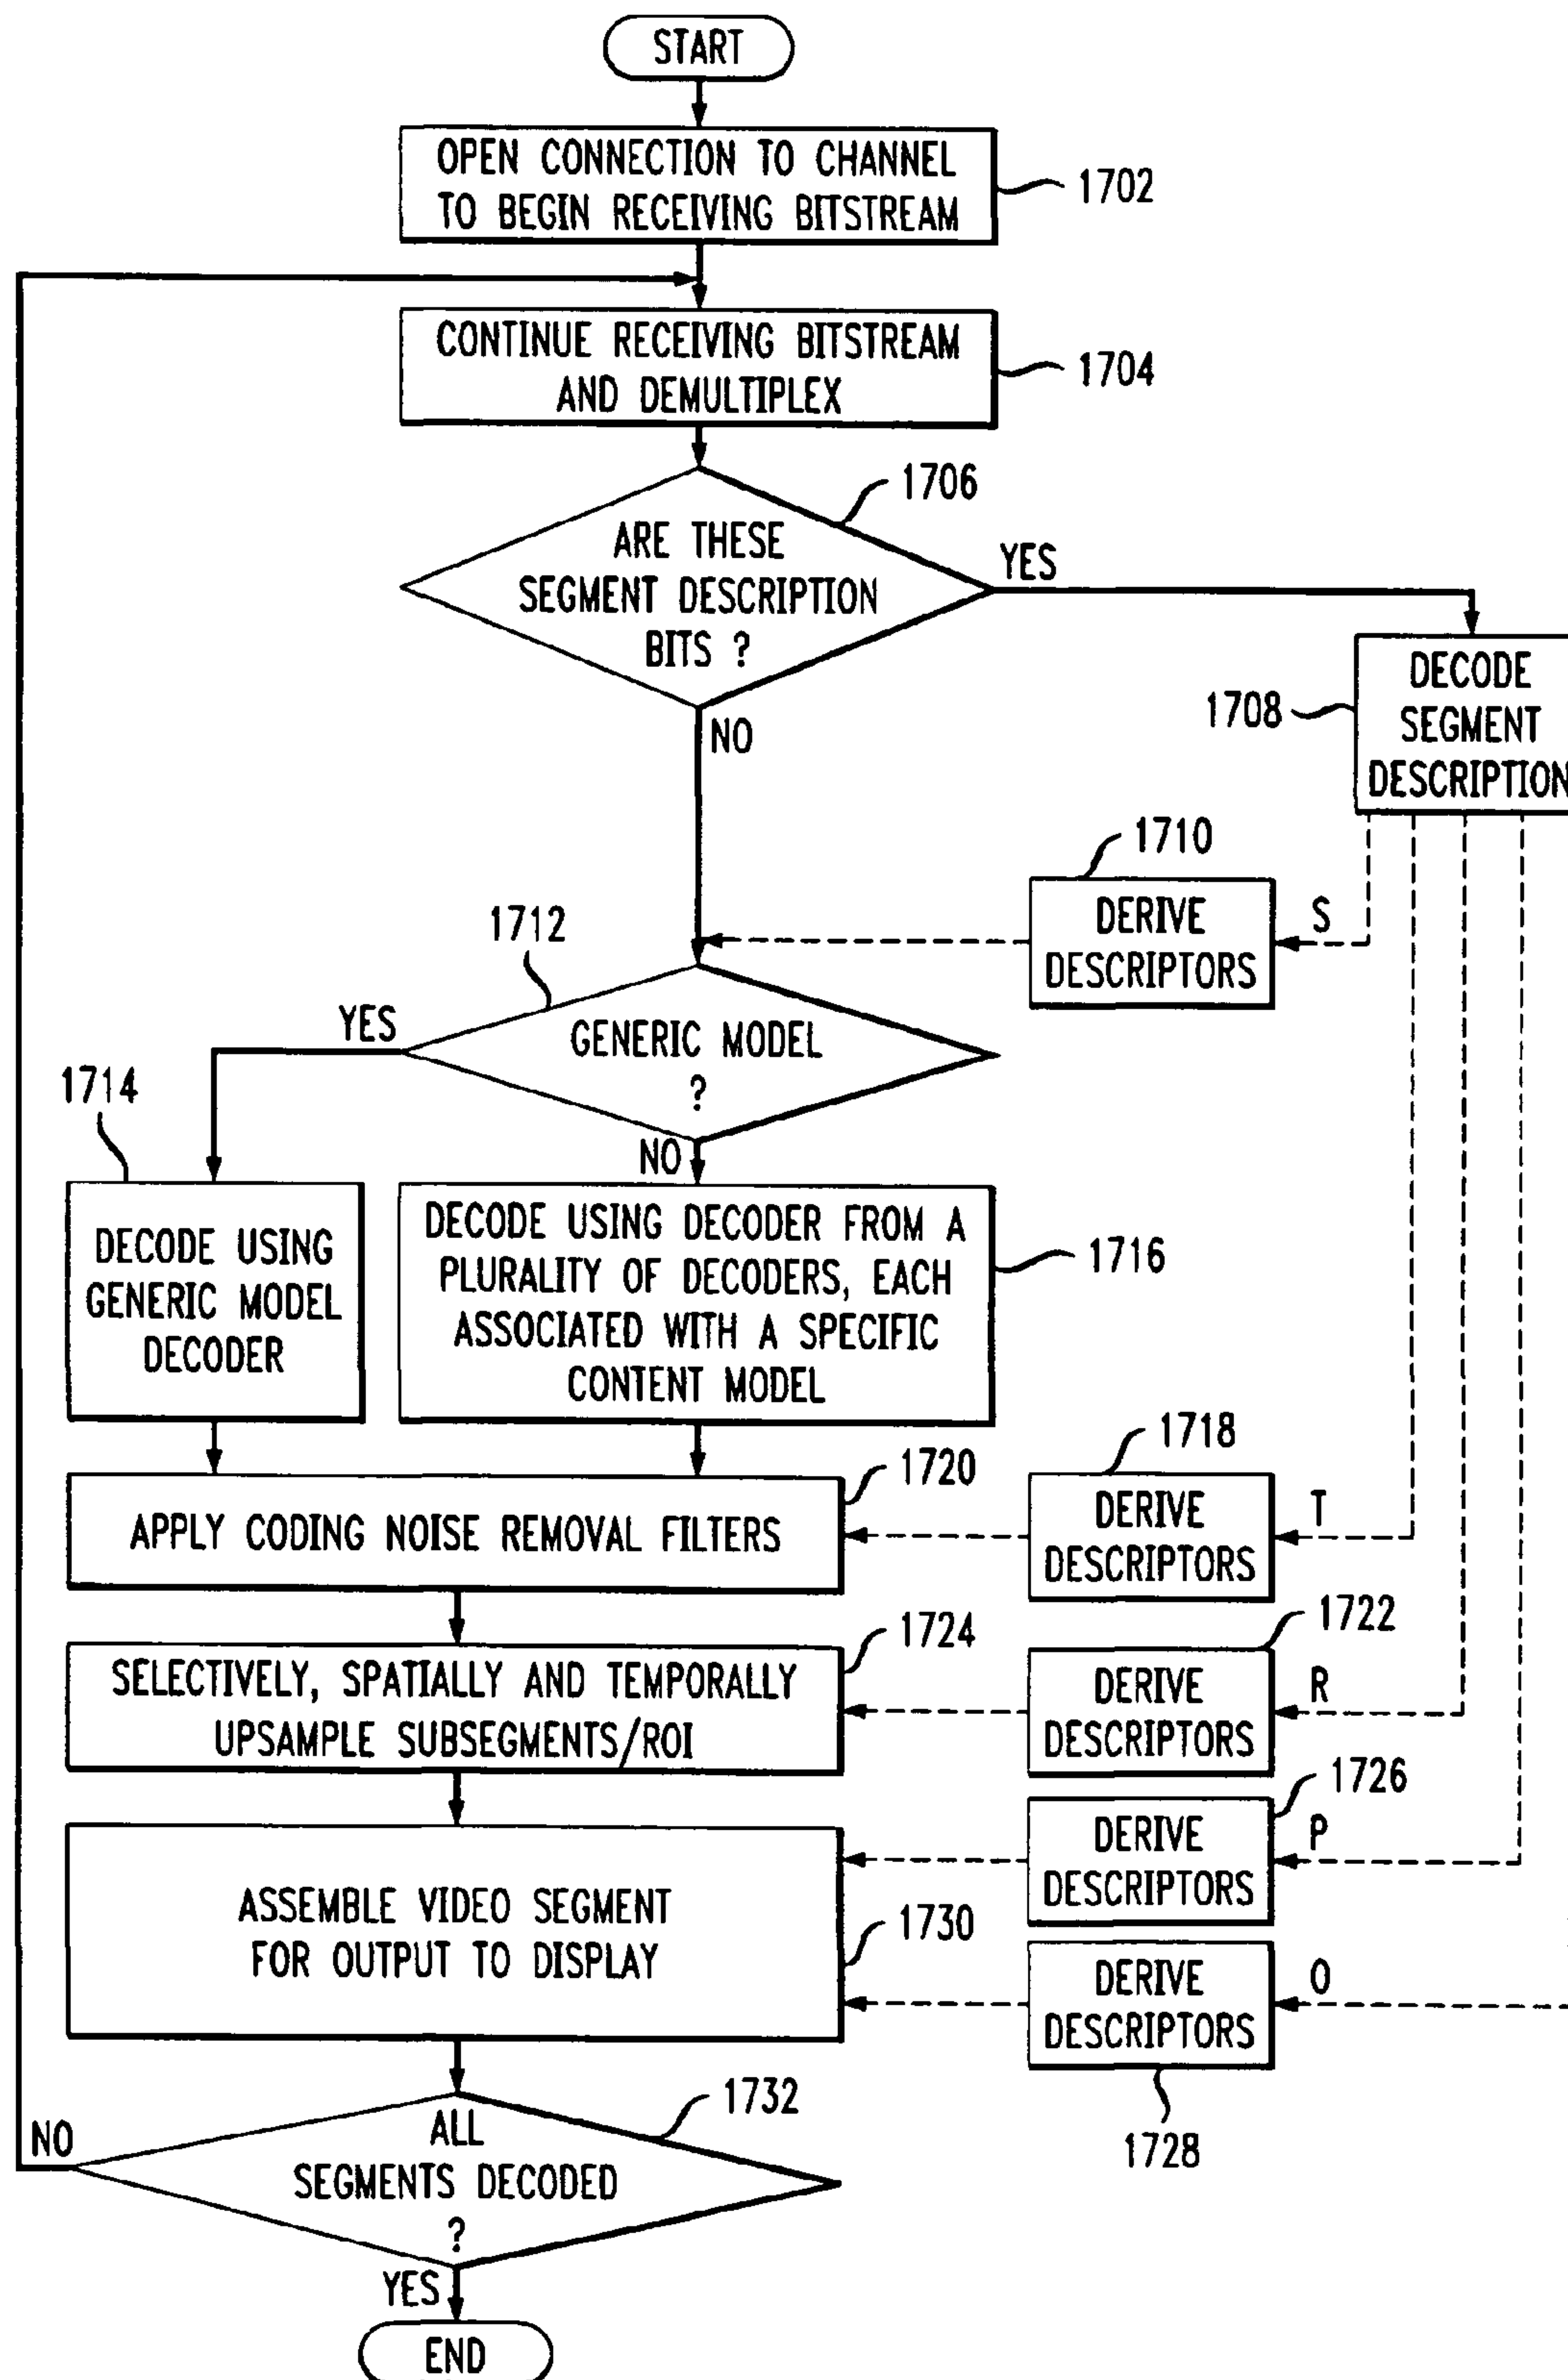 START
OPEN CONNECTION TO CHANNEL
TO BEGIN RECEIVING BITSTREAM
1702
CONTINUE RECEIVING BITSTREAM
AND DEMULTIPLEX
1704
1706
ARE THESE
SEGMENT DESCRIPTION
BITS ?
YES
NO
DECODE
SEGMENT
DESCRIPTION
1708
1710
DERIVE
DESCRIPTORS
S
1712
GENERIC MODEL
?
YES
NO
1714
DECODE USING
GENERIC MODEL
DECODER
DECODE USING DECODER FROM A
PLURALITY OF DECODERS, EACH
ASSOCIATED WITH A SPECIFIC
CONTENT MODEL
1716
1718
DERIVE
DESCRIPTORS
T
1720
APPLY CODING NOISE REMOVAL FILTERS
1722
DERIVE
DESCRIPTORS
R
1724
SELECTIVELY, SPATIALLY AND TEMPORALLY
UPSAMPLE SUBSEGMENTS/ROI
1726
DERIVE
DESCRIPTORS
P
ASSEMBLE VIDEO SEGMENT
FOR OUTPUT TO DISPLAY
1730
DERIVE
DESCRIPTORS
O
1728
1732
ALL
SEGMENTS DECODED
?
NO
YES
END